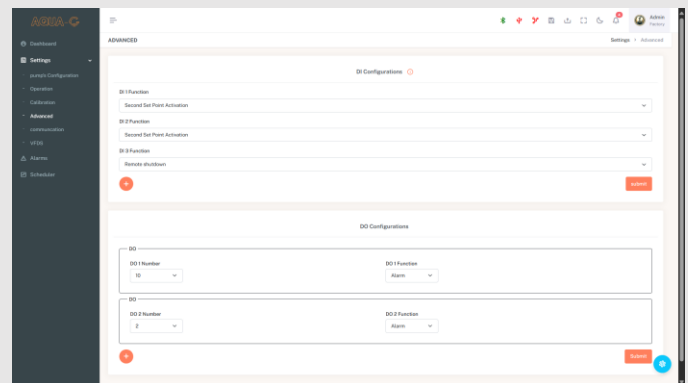 AQUA-C
Admin
Factory
Dashboard
Settings
pumpls Configuration
Operation
Calibration
Advanced
communication
VFDS
Alarms
Scheduler
ADVANCED
Settings > Advanced
DI Configurations
DI 1 Function
Second Set Point Activation
DI 2 Function
Second Set Point Activation
DI 3 Function
Remote shutdown
submit
DO Configurations
DO
DO 1 Number
DO 1 Function
10
Alarm
DO
DO 2 Number
DO 2 Function
2
Alarm
Submit